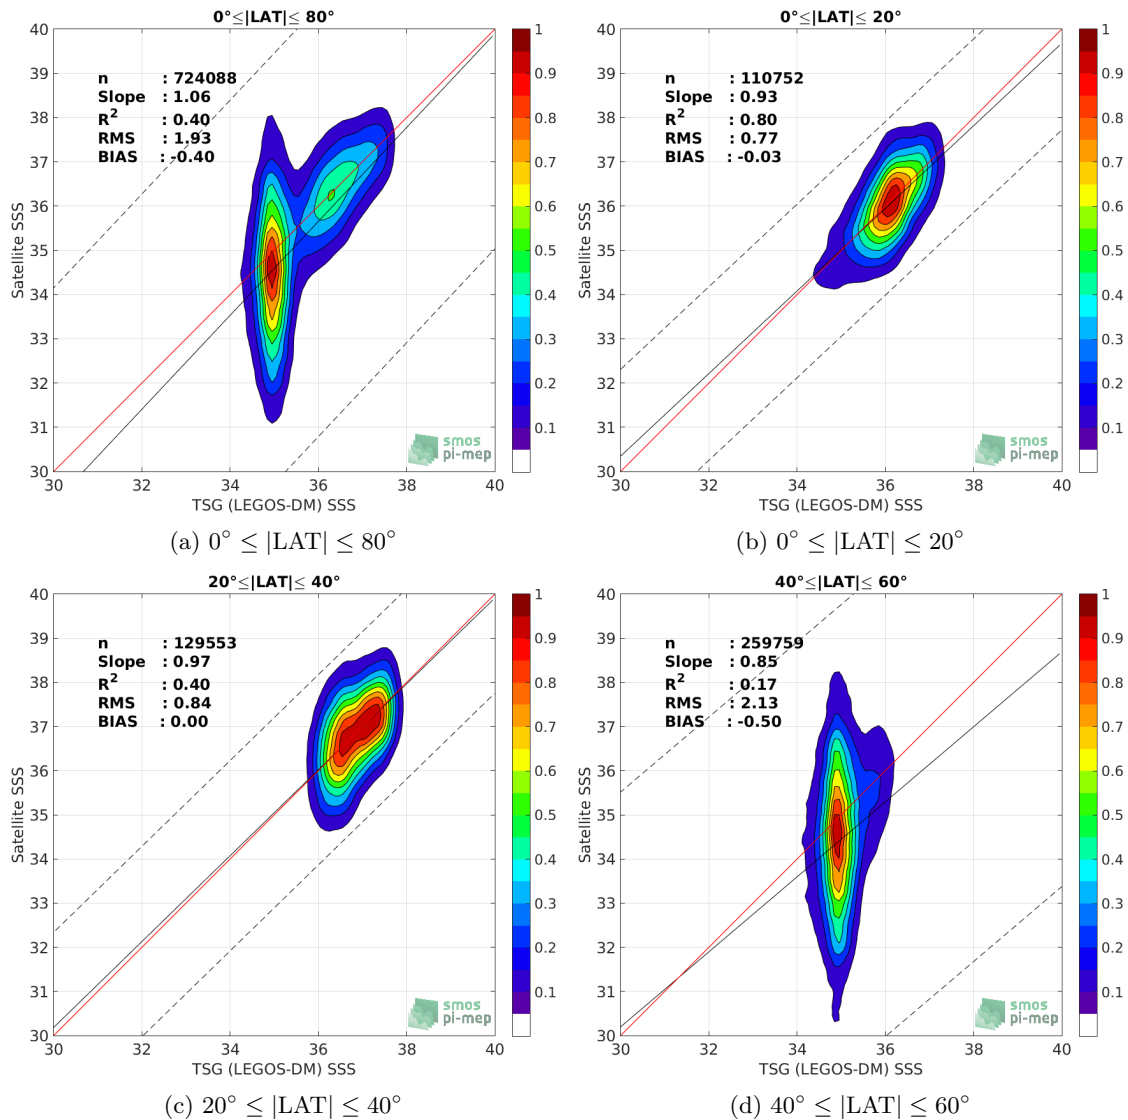 0°≤|LAT|≤ 80°
Satellite SSS
40
39
38
37
36
35
34
33
32
31
30
n : 724088
Slope : 1.06
R2 : 0.40
RMS : 1.93
BIAS : -0.40
smos
pi-mep
30 32 34 36 38 40
TSG (LEGOS-DM) SSS
1
0.9
0.8
0.7
0.6
0.5
0.4
0.3
0.2
0.1
(a) 0° ≤ |LAT| ≤ 80°
0°≤|LAT|≤ 20°
Satellite SSS
40
39
38
37
36
35
34
33
32
31
30
n : 110752
Slope : 0.93
R2 : 0.80
RMS : 0.77
BIAS : -0.03
smos
pi-mep
30 32 34 36 38 40
TSG (LEGOS-DM) SSS
1
0.9
0.8
0.7
0.6
0.5
0.4
0.3
0.2
0.1
(b) 0° ≤ |LAT| ≤ 20°
20°≤|LAT|≤ 40°
Satellite SSS
40
39
38
37
36
35
34
33
32
31
30
n : 129553
Slope : 0.97
R2 : 0.40
RMS : 0.84
BIAS : 0.00
smos
pi-mep
30 32 34 36 38 40
TSG (LEGOS-DM) SSS
1
0.9
0.8
0.7
0.6
0.5
0.4
0.3
0.2
0.1
(c) 20° ≤ |LAT| ≤ 40°
40°≤|LAT|≤ 60°
Satellite SSS
40
39
38
37
36
35
34
33
32
31
30
n : 259759
Slope : 0.85
R2 : 0.17
RMS : 2.13
BIAS : -0.50
smos
pi-mep
30 32 34 36 38 40
TSG (LEGOS-DM) SSS
1
0.9
0.8
0.7
0.6
0.5
0.4
0.3
0.2
0.1
(d) 40° ≤ |LAT| ≤ 60°